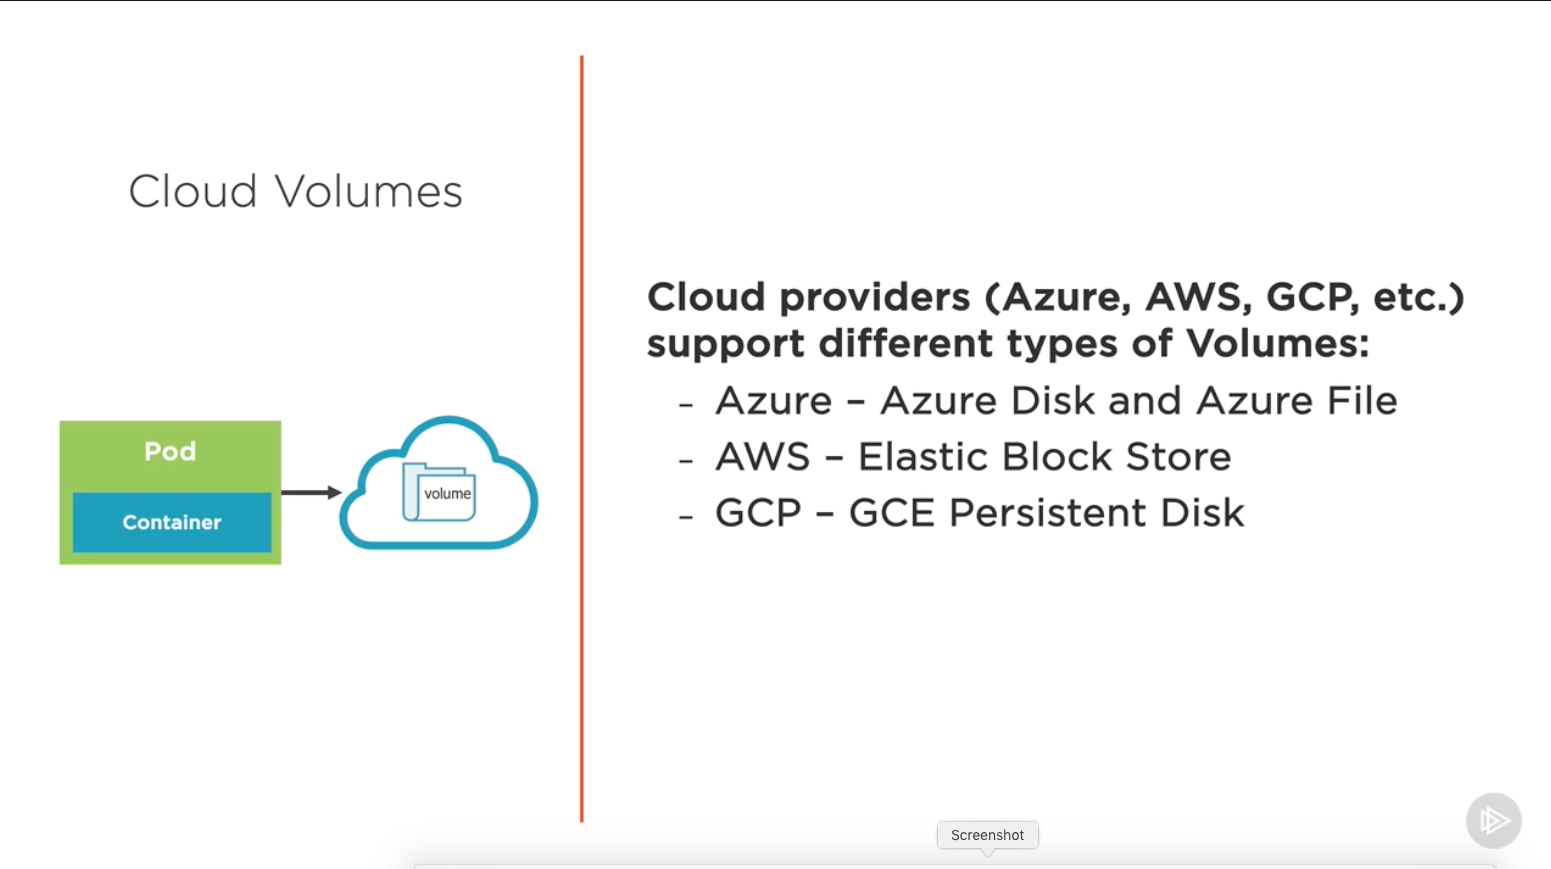 Cloud Volumes
Pod
Container
volume
Cloud providers (Azure, AWS, GCP, etc.)
support different types of Volumes:
– Azure – Azure Disk and Azure File
– AWS – Elastic Block Store
– GCP – GCE Persistent Disk
Screenshot